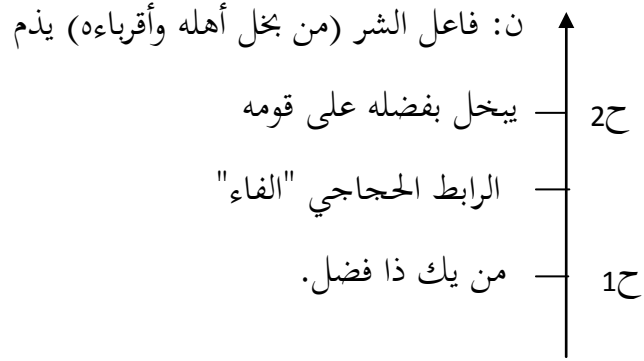 ن: فاعل الشر (من بخل أهله وأقرباءه) يذم
ح2 يبخل بفضله على قومه
الرابط الحجاجي "الفاء"
ح1 من يك ذا فضل.